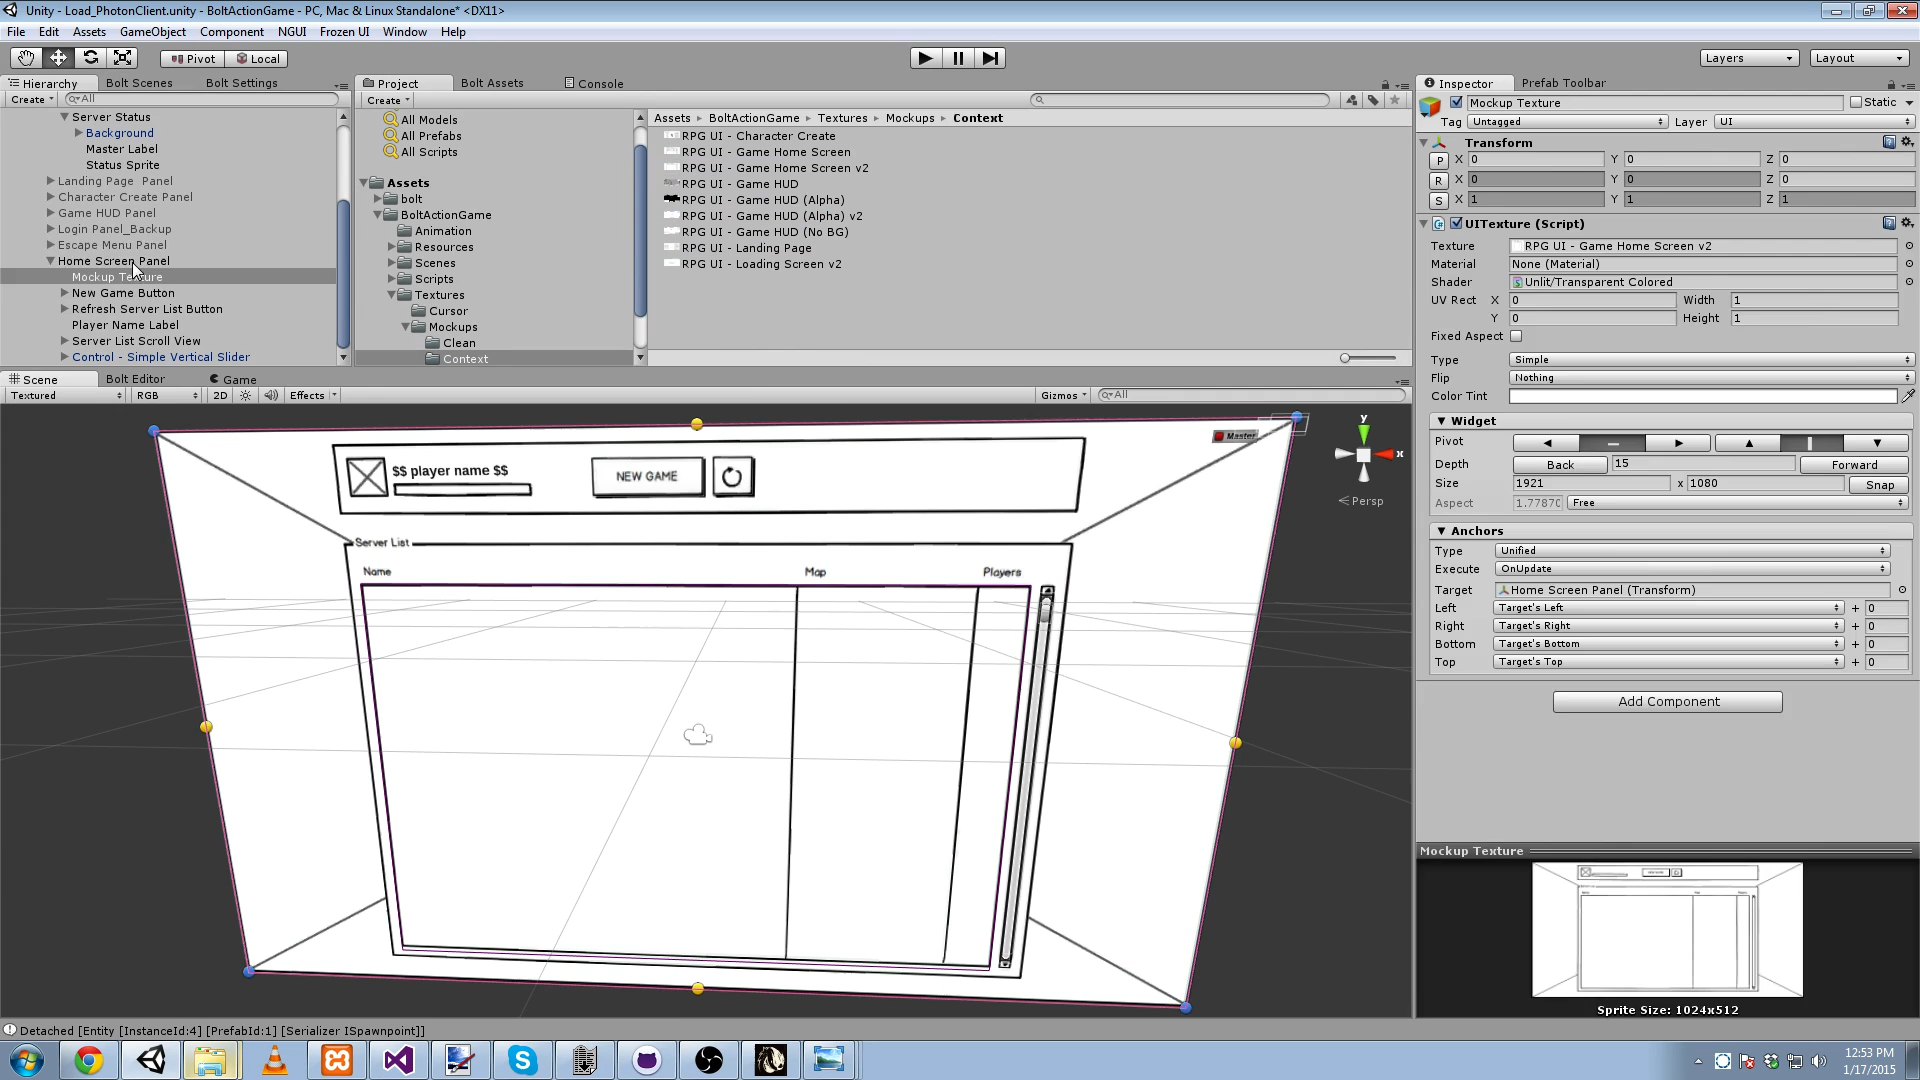 Unity - Load_PhotonClient.unity - BoltActionGame - PC, Mac & Linux Standalone* <DX11>
File Edit Assets GameObject Component NGUI Frozen UI Window Help
Pivot Local Layers Layout
Hierarchy Bolt Scenes Bolt Settings
Create All
Server Status
Background
Master Label
Status Sprite
Landing Page Panel
Character Create Panel
Game HUD Panel
Login Panel_Backup
Escape Menu Panel
Home Screen Panel
Mockup Texture
New Game Button
Refresh Server List Button
Player Name Label
Server List Scroll View
Control - Simple Vertical Slider
Project Bolt Assets Console
Create
All Models
All Prefabs
All Scripts
Assets
bolt
BoltActionGame
Animation
Resources
Scenes
Scripts
Textures
Cursor
Mockups
Clean
Context
Assets BoltActionGame Textures Mockups Context
RPG UI - Character Create
RPG UI - Game Home Screen
RPG UI - Game Home Screen v2
RPG UI - Game HUD
RPG UI - Game HUD (Alpha)
RPG UI - Game HUD (Alpha) v2
RPG UI - Game HUD (No BG)
RPG UI - Landing Page
RPG UI - Loading Screen v2
Scene Bolt Editor Game
Textured RGB 2D Effects Gizmos All
$$ player name $$
NEW GAME
Master
Server List
Name Map Players
y
x
Persp
Inspector Prefab Toolbar
Mockup Texture Static
Tag Untagged Layer UI
Transform
P X 0 Y 0 Z 0
R X 0 Y 0 Z 0
S X 1 Y 1 Z 1
UITexture (Script)
Texture RPG UI - Game Home Screen v2
Material None (Material)
Shader Unlit/Transparent Colored
UV Rect X 0 Width 1
Y 0 Height 1
Fixed Aspect
Type Simple
Flip Nothing
Color Tint
Widget
Pivot
Depth Back 15 Forward
Size 1921 x 1080 Snap
Aspect 1.7787C Free
Anchors
Type Unified
Execute OnUpdate
Target Home Screen Panel (Transform)
Left Target's Left + 0
Right Target's Right + 0
Bottom Target's Bottom + 0
Top Target's Top + 0
Add Component
Mockup Texture
Sprite Size: 1024x512
Detached [Entity [InstanceId:4] [PrefabId:1] [Serializer ISpawnpoint]]
12:53 PM
1/17/2015